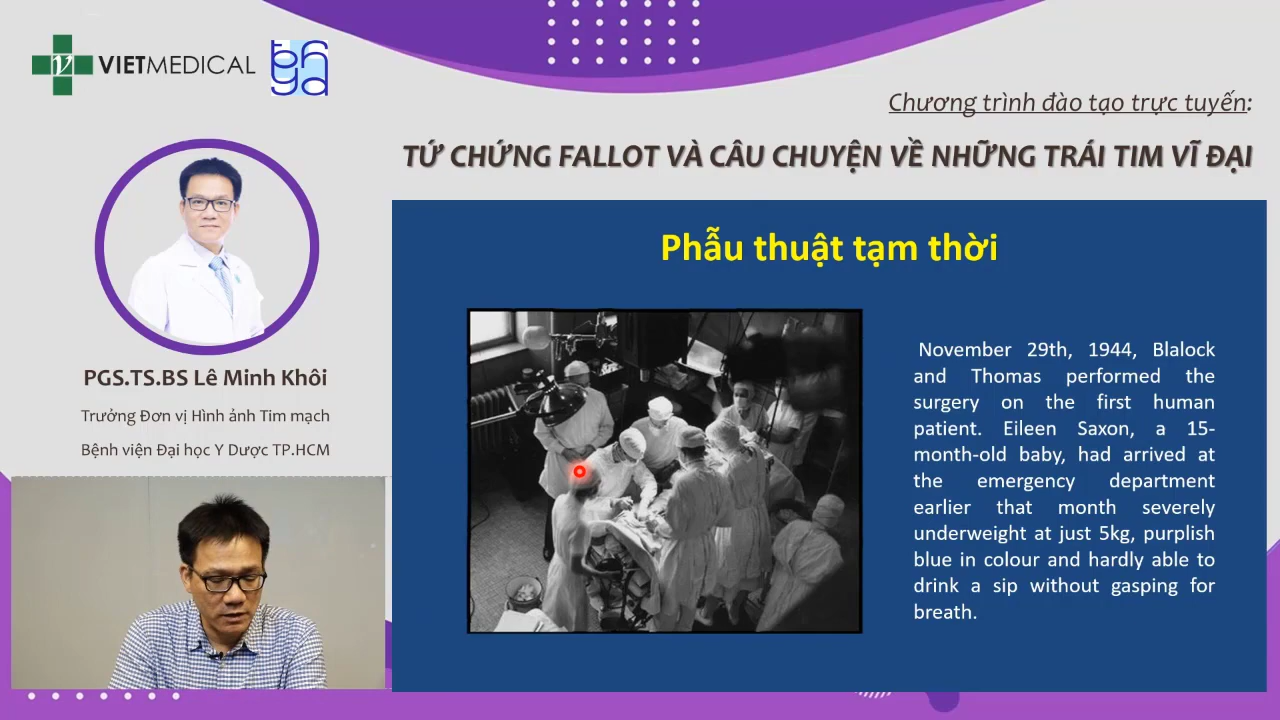 VIETMEDICAL
Chương trình đào tạo trực tuyến:
TỨ CHỨNG FALLOT VÀ CÂU CHUYỆN VỀ NHỮNG TRÁI TIM VĨ ĐẠI
PGS.TS.BS Lê Minh Khôi
Trưởng Đơn vị Hình ảnh Tim mạch
Bệnh viện Đại học Y Dược TP.HCM
Phẫu thuật tạm thời
November 29th, 1944, Blalock
and Thomas performed the
surgery on the first human
patient. Eileen Saxon, a 15-
month-old baby, had arrived at
the emergency department
earlier that month severely
underweight at just 5kg, purplish
blue in colour and hardly able to
drink a sip without gasping for
breath.